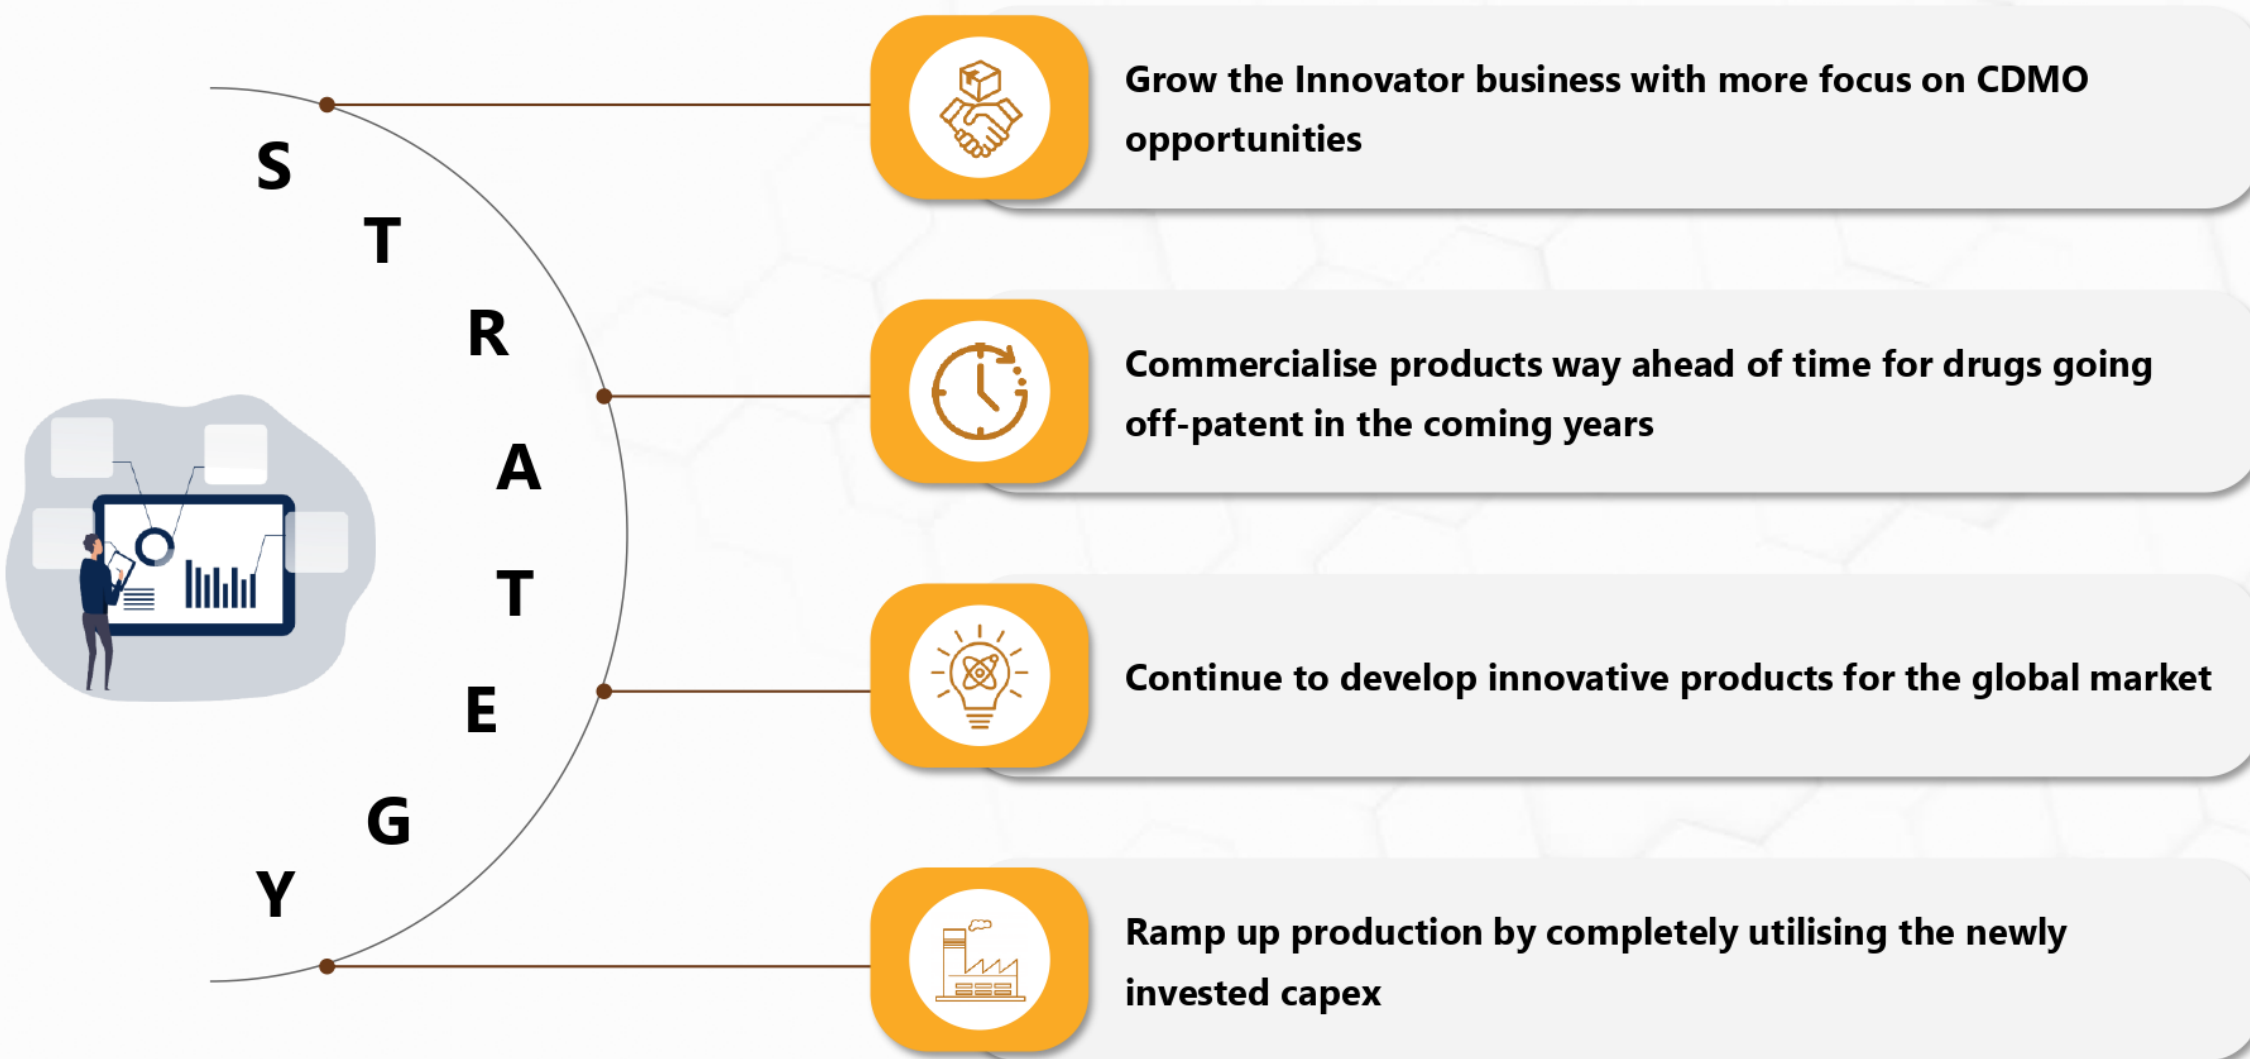 STRATEGY
Grow the Innovator business with more focus on CDMO
opportunities
Commercialise products way ahead of time for drugs going
off-patent in the coming years
Continue to develop innovative products for the global market
Ramp up production by completely utilising the newly
invested capex